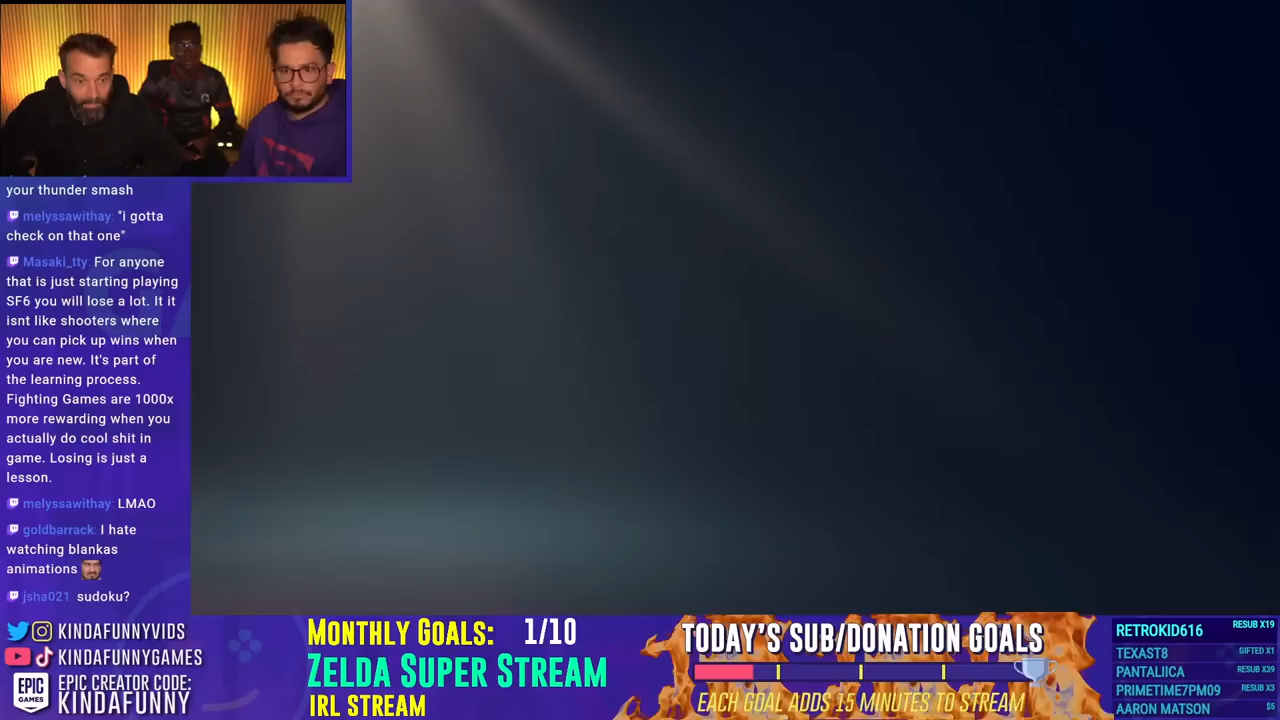 your thunder smash
melyssawithay: "i gotta
check on that one"
Masaki_tty: For anyone
that is just starting playing
SF6 you will lose a lot. It it
isnt like shooters where
you can pick up wins when
you are new. It's part of
the learning process.
Fighting Games are 1000x
more rewarding when you
actually do cool shit in
game. Losing is just a
lesson.
melyssawithay: LMAO
goldbarrack: I hate
watching blankas
animations
jsha021 sudoku?
KINDAFUNNYVIDS
KINDAFUNNYGAMES
EPIC GAMES
EPIC CREATOR CODE:
KINDAFUNNY
MONTHLY GOALS: 1/10
ZELDA SUPER STREAM
IRL STREAM
TODAY'S SUB/DONATION GOALS
EACH GOAL ADDS 15 MINUTES TO STREAM
RETROKID616 RESUB X19
TEXAST8 GIFTED X1
PANTALIICA RESUB X39
PRIMETIME7PM09 RESUB X3
AARON MATSON $5